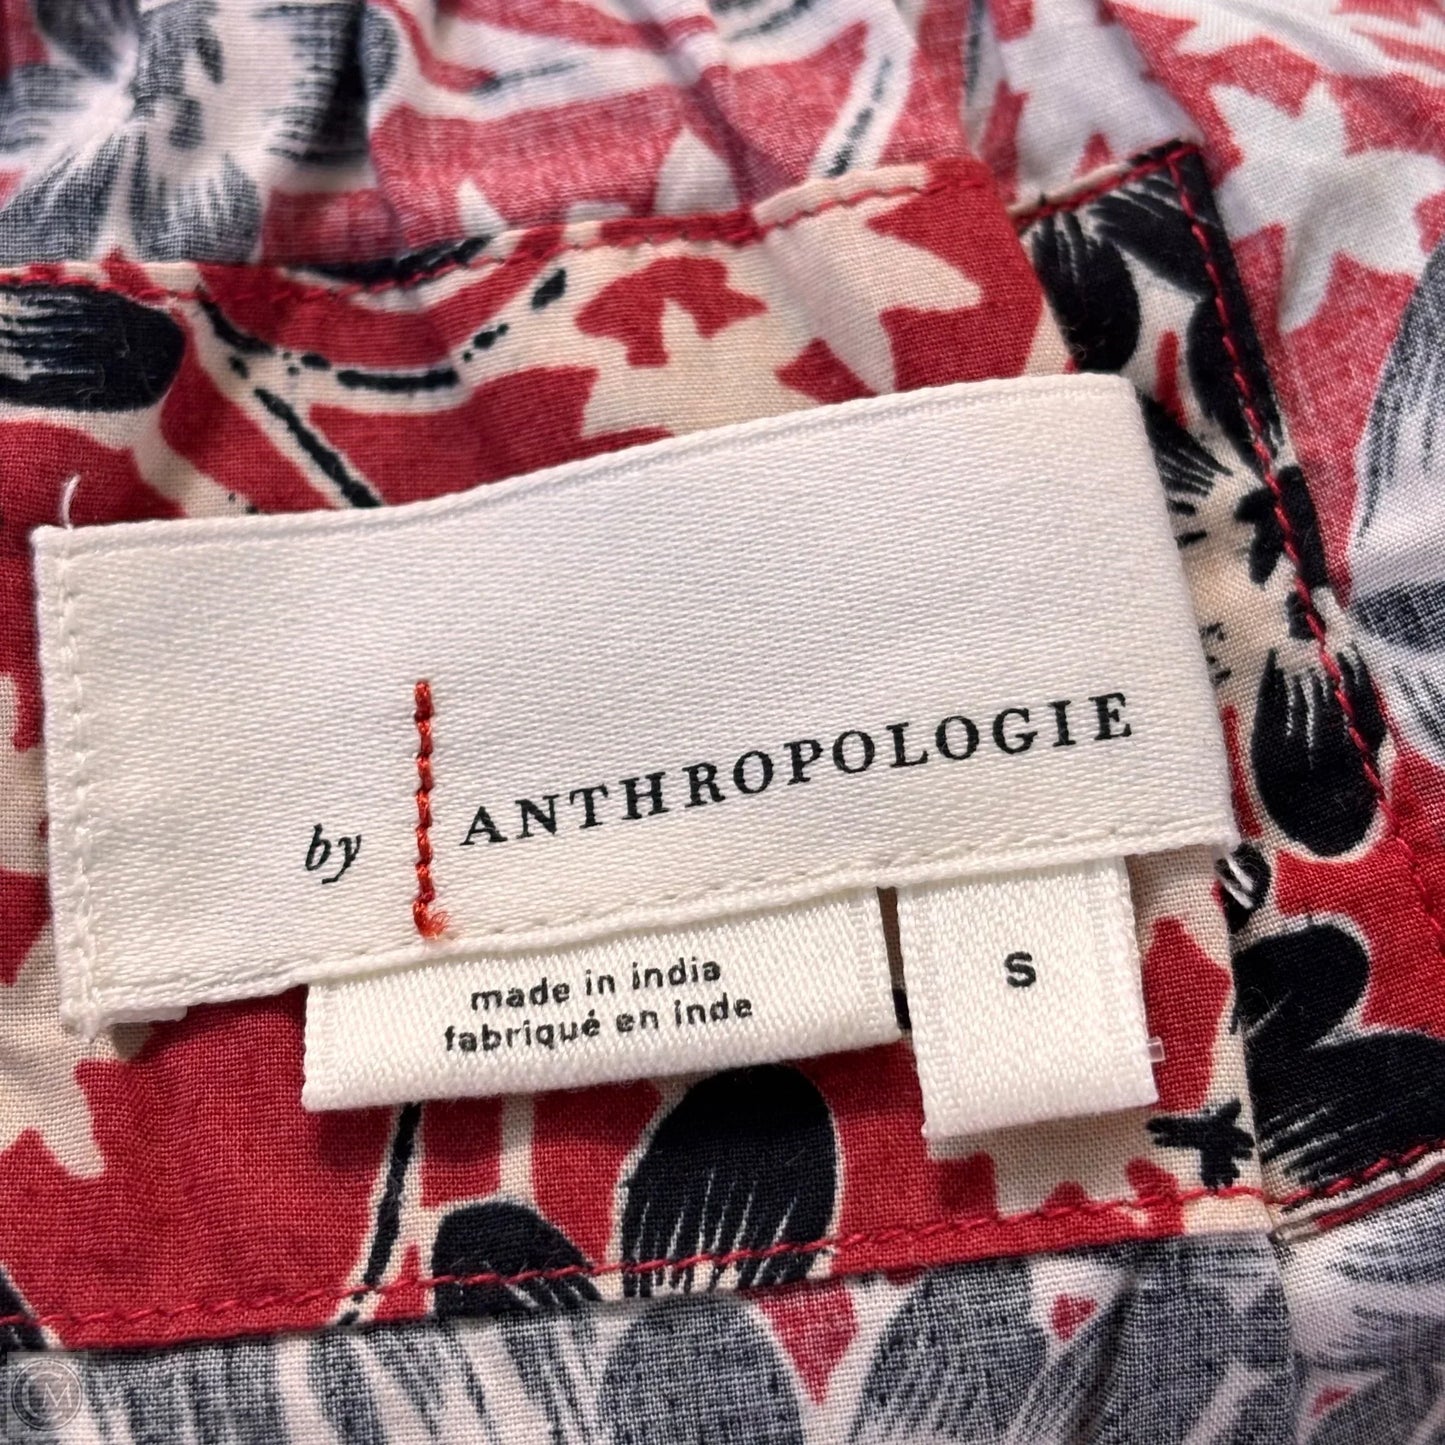 by ANTHROPOLOGIE
made in india
fabriqué en inde
S